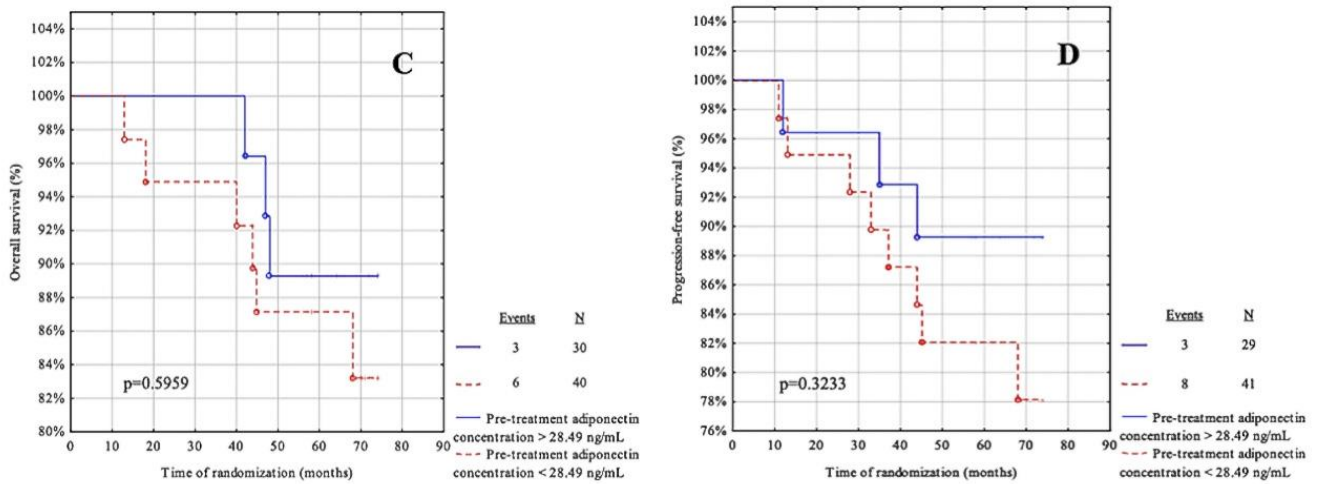 C
Overall survival (%)
104%
102%
100%
98%
96%
94%
92%
90%
88%
86%
84%
82%
80%
0 10 20 30 40 50 60 70 80 90
Time of randomization (months)
p=0.5959
Events N
3 30
6 40
Pre-treatment adiponectin
concentration > 28.49 ng/mL
Pre-treatment adiponectin
concentration < 28.49 ng/mL
D
Progression-free survival (%)
104%
102%
100%
98%
96%
94%
92%
90%
88%
86%
84%
82%
80%
78%
76%
0 10 20 30 40 50 60 70 80 90
Time of randomization (months)
p=0.3233
Events N
3 29
8 41
Pre-treatment adiponectin
concentration > 28.49 ng/mL
Pre-treatment adiponectin
concentration < 28.49 ng/mL